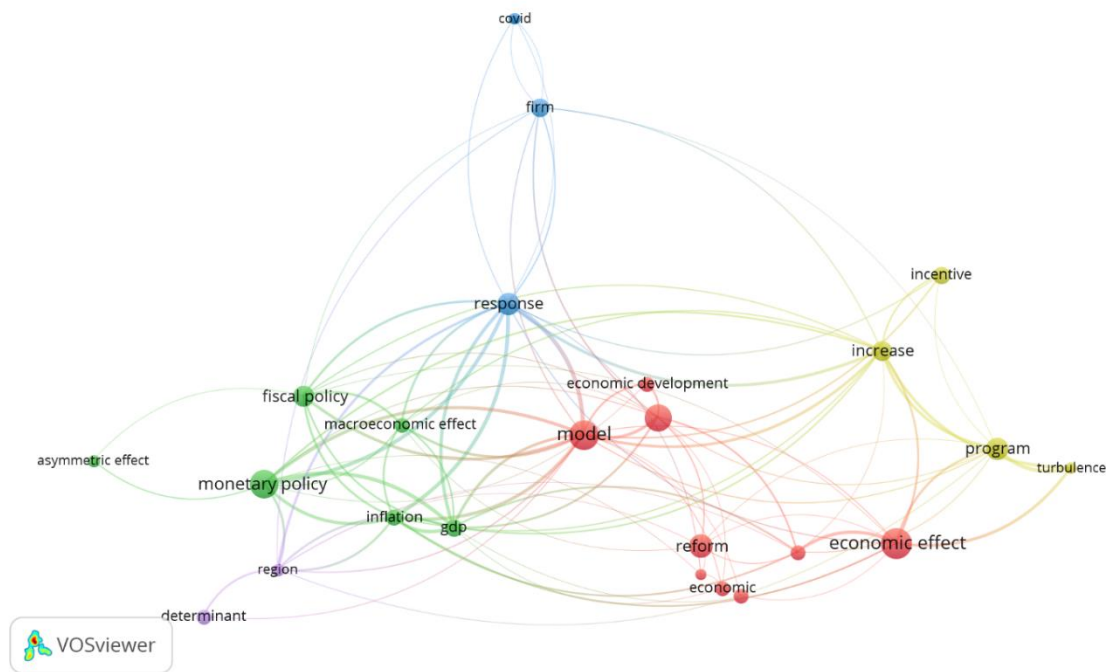 covid
firm
incentive
response
increase
economic development
fiscal policy
macroeconomic effect
model
program
asymmetric effect
turbulence
monetary policy
inflation
gdp
economic effect
reform
region
economic
determinant
VOSviewer